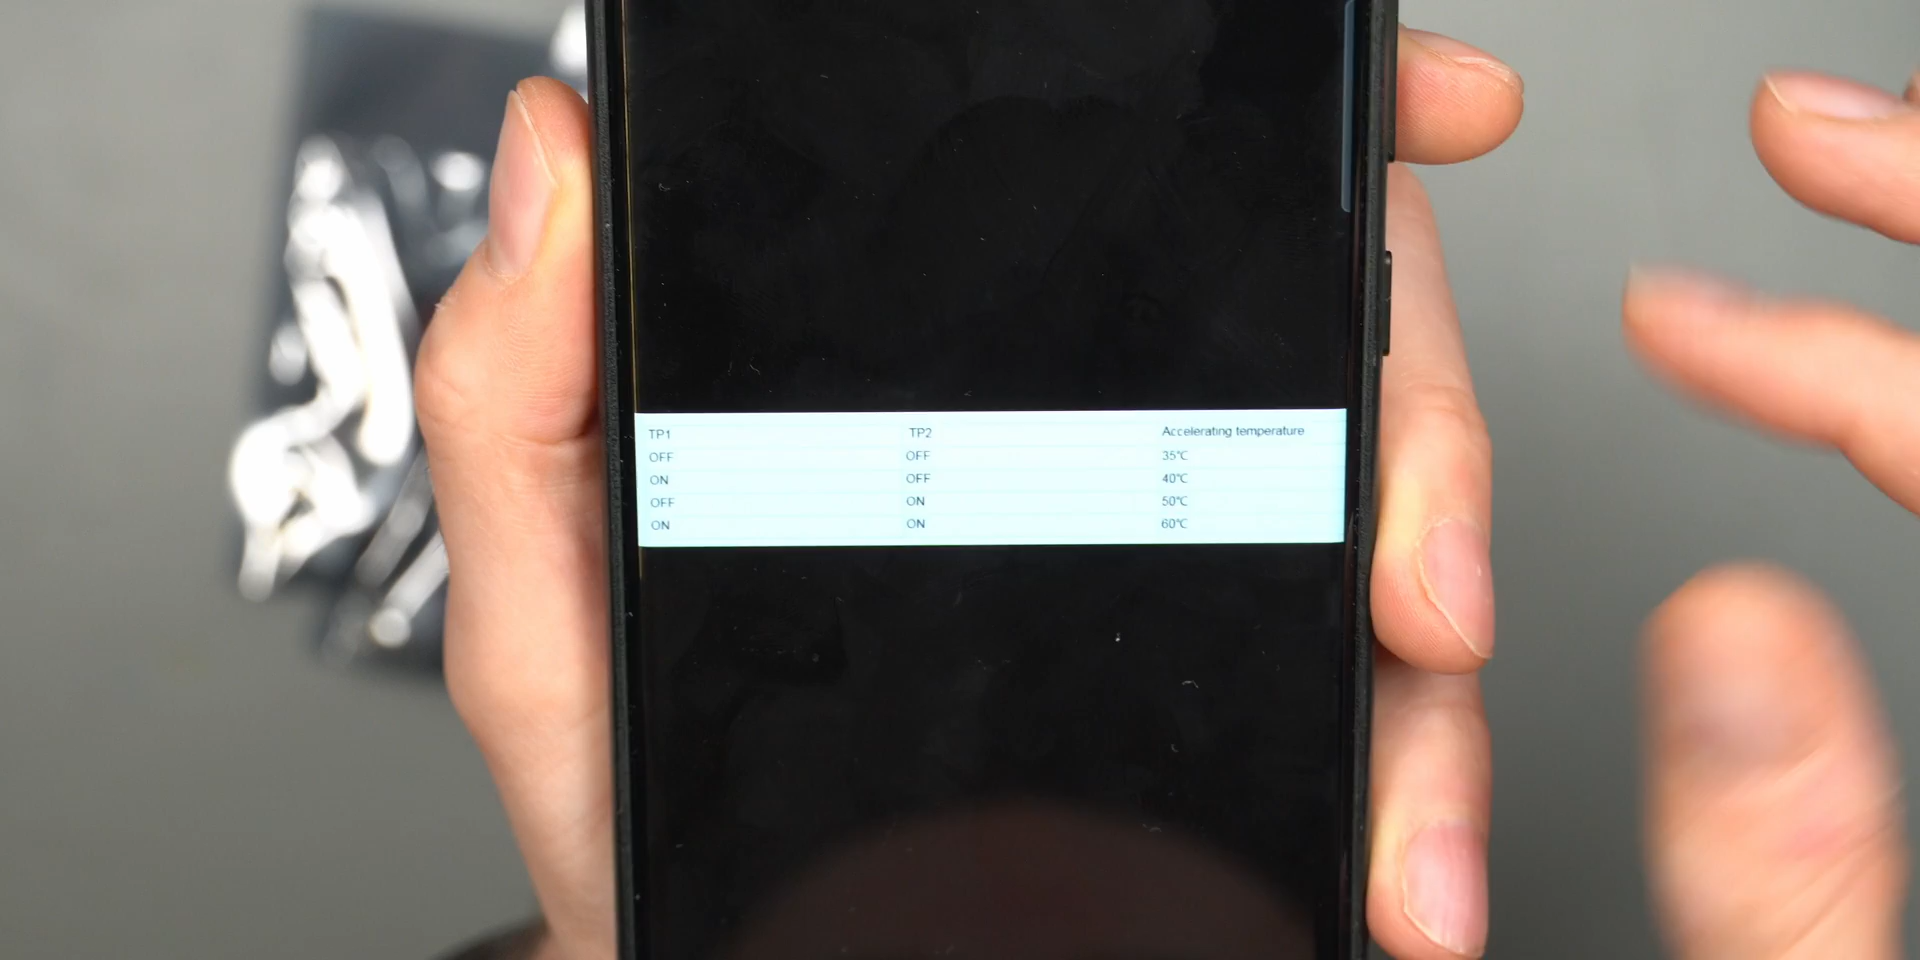 TP1 TP2 Accelerating temperature
OFF OFF 35℃
ON OFF 40℃
OFF ON 50℃
ON ON 60℃